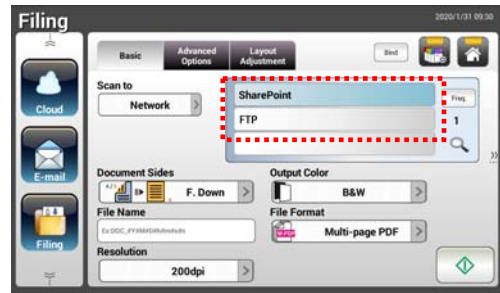 Filing
2020/1/31 09:30
Basic
Advanced
Options
Layout
Adjustment
Bind
Scan to
Network
SharePoint
FTP
Freq.
1
Cloud
E-mail
Filing
Document Sides
F. Down
Output Color
B&W
File Name
File Format
Multi-page PDF
Resolution
200dpi